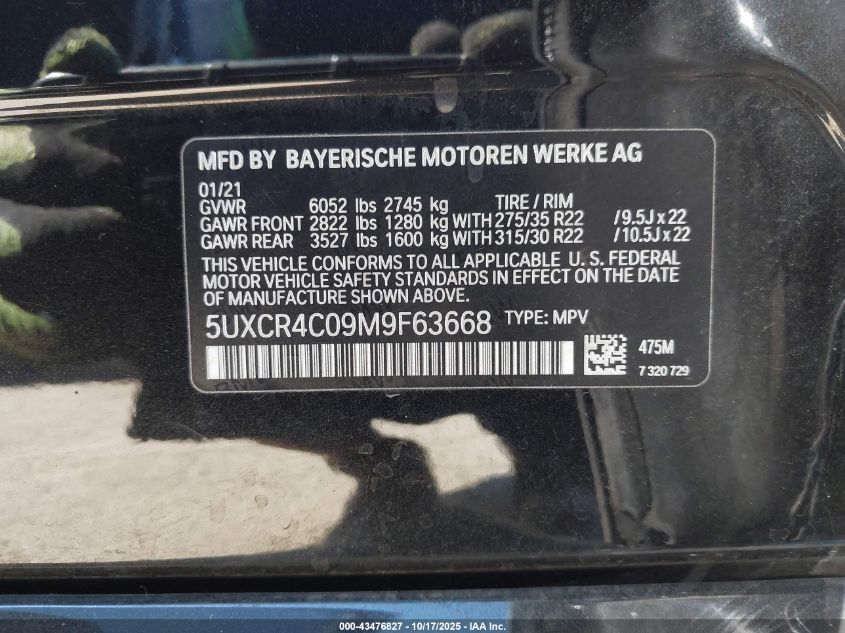 MFD BY BAYERISCHE MOTOREN WERKE AG
01/21
GVWR 6052 lbs 2745 kg TIRE / RIM
GAWR FRONT 2822 lbs 1280 kg WITH 275/35 R22 /9.5J x 22
GAWR REAR 3527 lbs 1600 kg WITH 315/30 R22 /10.5J x 22
THIS VEHICLE CONFORMS TO ALL APPLICABLE U. S. FEDERAL
MOTOR VEHICLE SAFETY STANDARDS IN EFFECT ON THE DATE
OF MANUFACTURE SHOWN ABOVE.
5UXCR4C09M9F63668 TYPE: MPV
475M
7 320 729
000-43476827 | 10/17/2025 - IAA Inc.